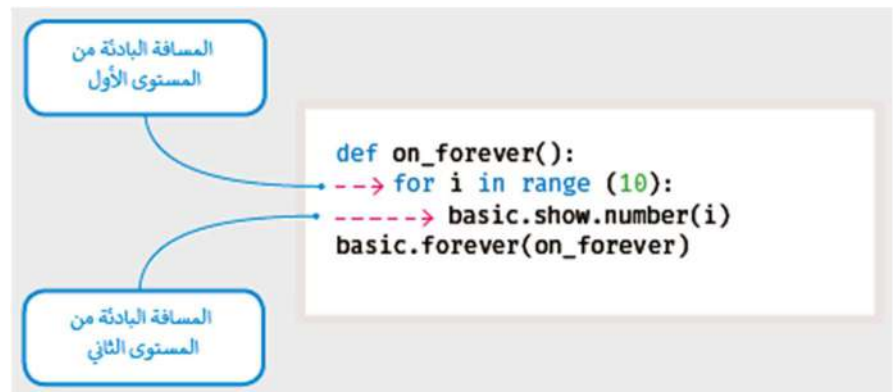 المسافة البادئة من
المستوى الأول
def on_forever():
for i in range (10):
basic.show.number(i)
basic.forever(on_forever)
المسافة البادئة من
المستوى الثاني